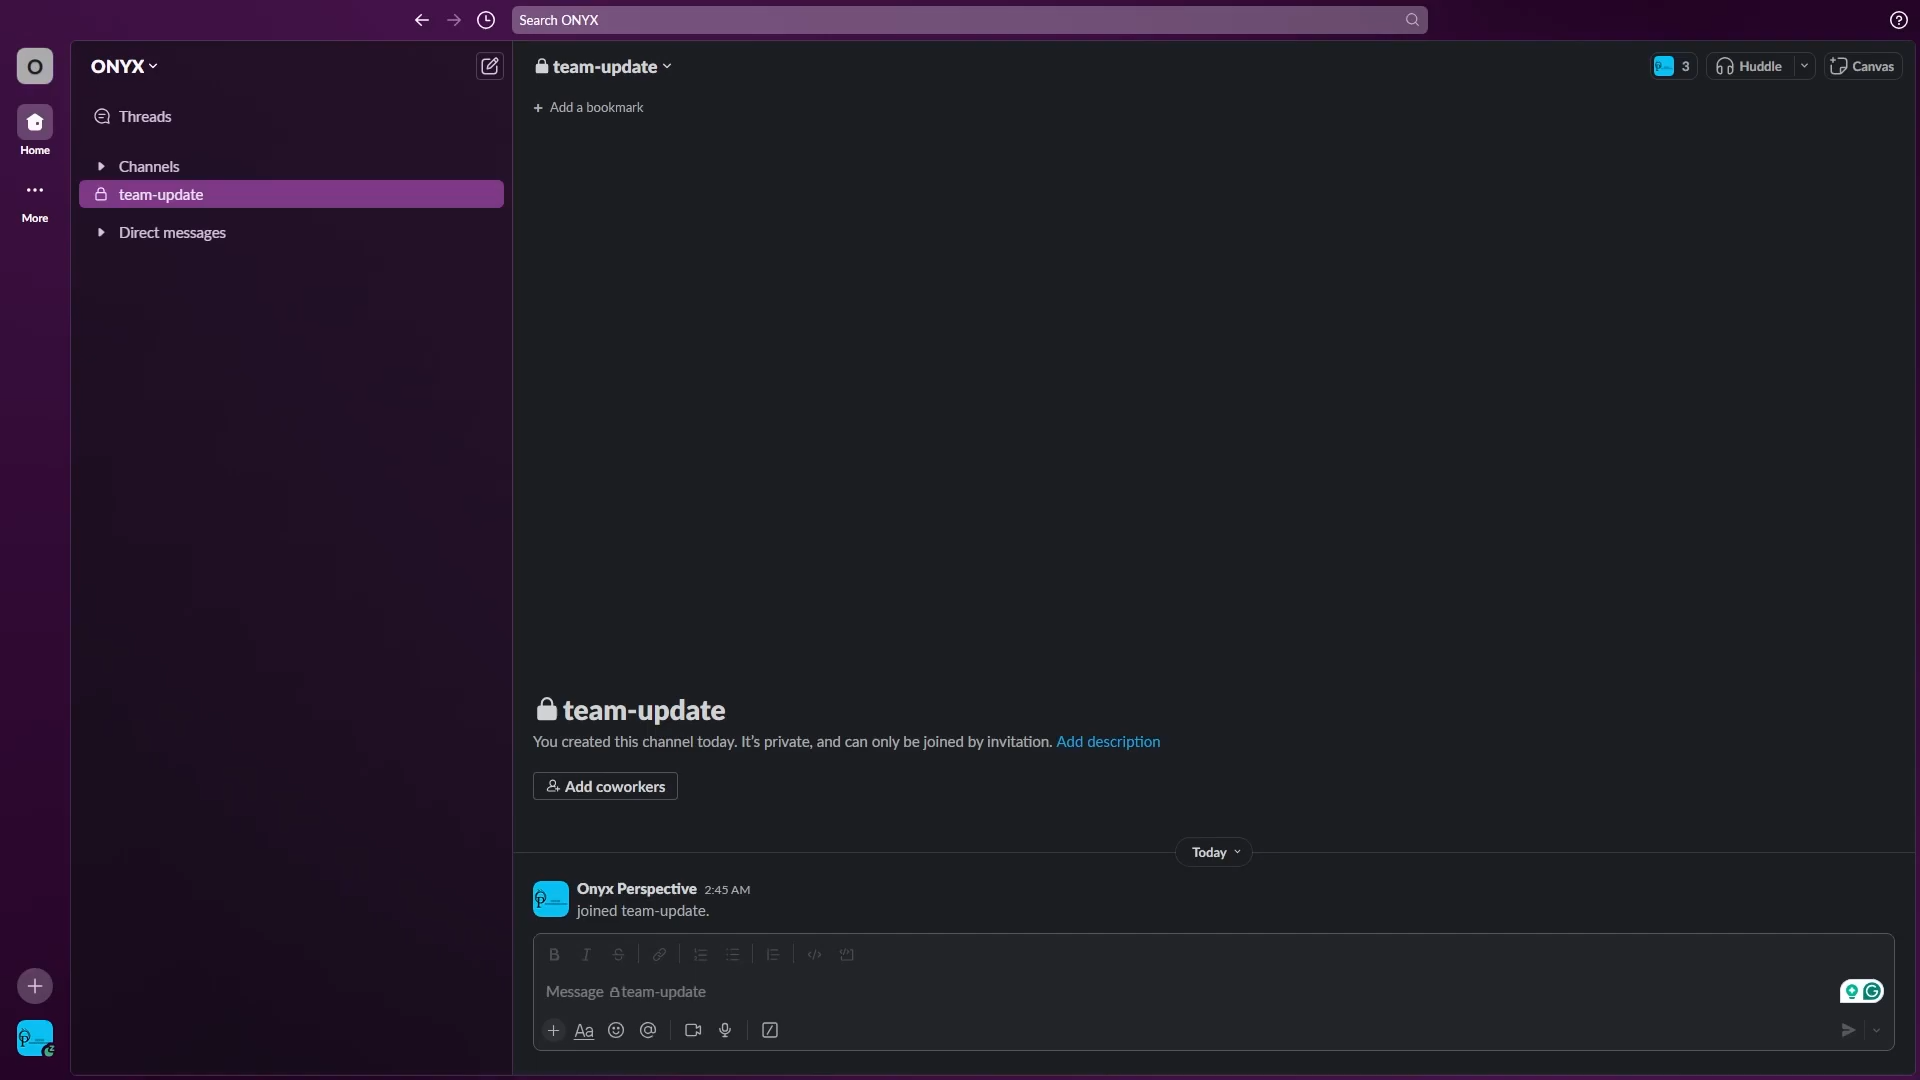 Search ONYX
O
ONYX
team-update
3
Huddle
Canvas
Add a bookmark
Threads
Home
Channels
team-update
More
Direct messages
team-update
You created this channel today. It's private, and can only be joined by invitation. Add description
Add coworkers
Today
Onyx Perspective 2:45 AM
joined team-update.
B I S
Message team-update
Aa